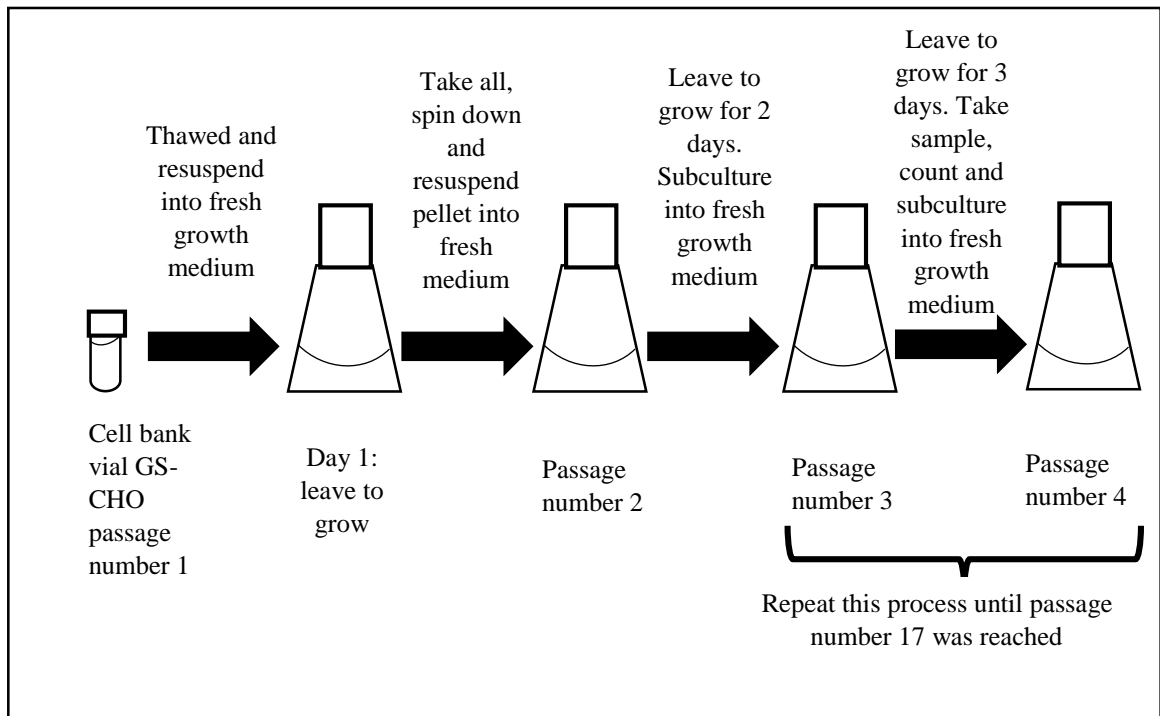 Thawed and
resuspend
into fresh
growth
medium
Take all,
spin down
and
resuspend
pellet into
fresh
medium
Leave to
grow for 2
days.
Subculture
into fresh
growth
medium
Leave to
grow for 3
days. Take
sample,
count and
subculture
into fresh
growth
medium
Cell bank
vial GS-
CHO
passage
number 1
Day 1:
leave to
grow
Passage
number 2
Passage
number 3
Passage
number 4
Repeat this process until passage
number 17 was reached